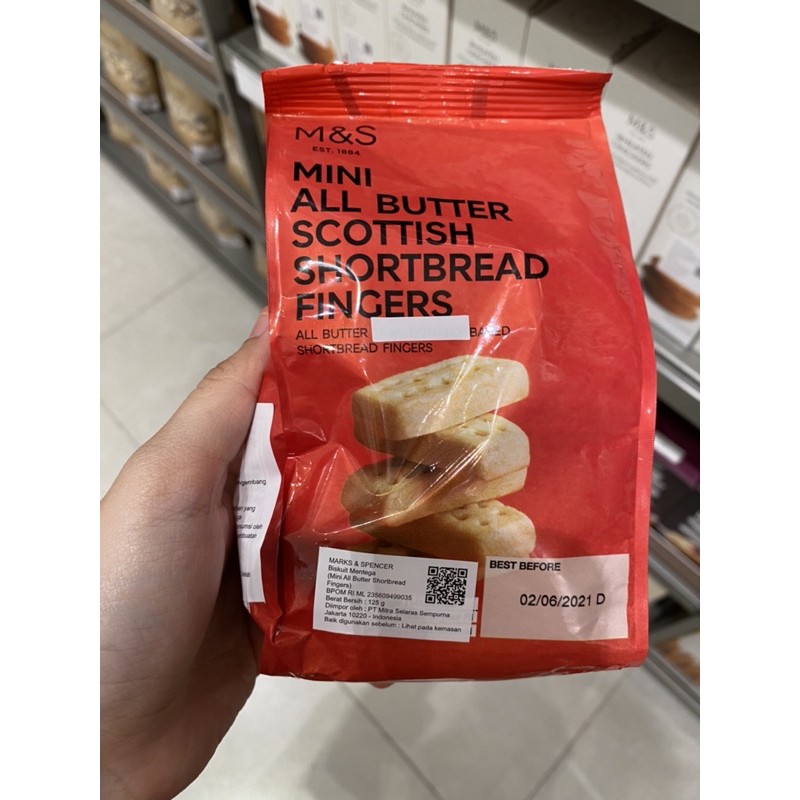 M&S
EST. 1884
MINI
ALL BUTTER
SCOTTISH
SHORTBREAD
FINGERS
ALL BUTTER BAKED
SHORTBREAD FINGERS
MARKS & SPENCER
Biskuit Mentega
(Mini All Butter Shortbread
Fingers)
BPOM RI ML 235609499035
Berat Bersih : 125 g
Diimpor oleh : PT Mitra Selaras Sempurna
Jakarta 10220 - Indonesia
Baik digunakan sebelum : Lihat pada kemasan
BEST BEFORE
02/06/2021 D
yang
M&S
M&S